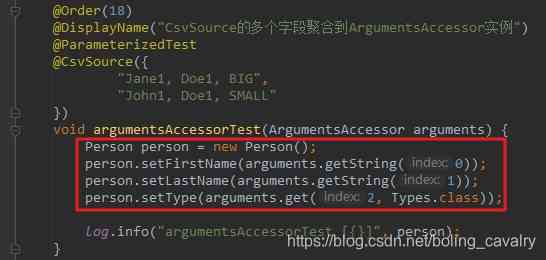 @Order(18)
@DisplayName("CsvSource的多个字段聚合到ArgumentsAccessor实例")
@ParameterizedTest
@CsvSource({
"Jane1, Doe1, BIG",
"John1, Doe1, SMALL"
})
void argumentsAccessorTest(ArgumentsAccessor arguments) {
Person person = new Person();
person.setFirstName(arguments.getString( index: 0));
person.setLastName(arguments.getString( index: 1));
person.setType(arguments.get( index: 2, Types.class));
log.info("argumentsAccessorTest [{}]", person);
}
https://blog.csdn.net/boling_cavalry